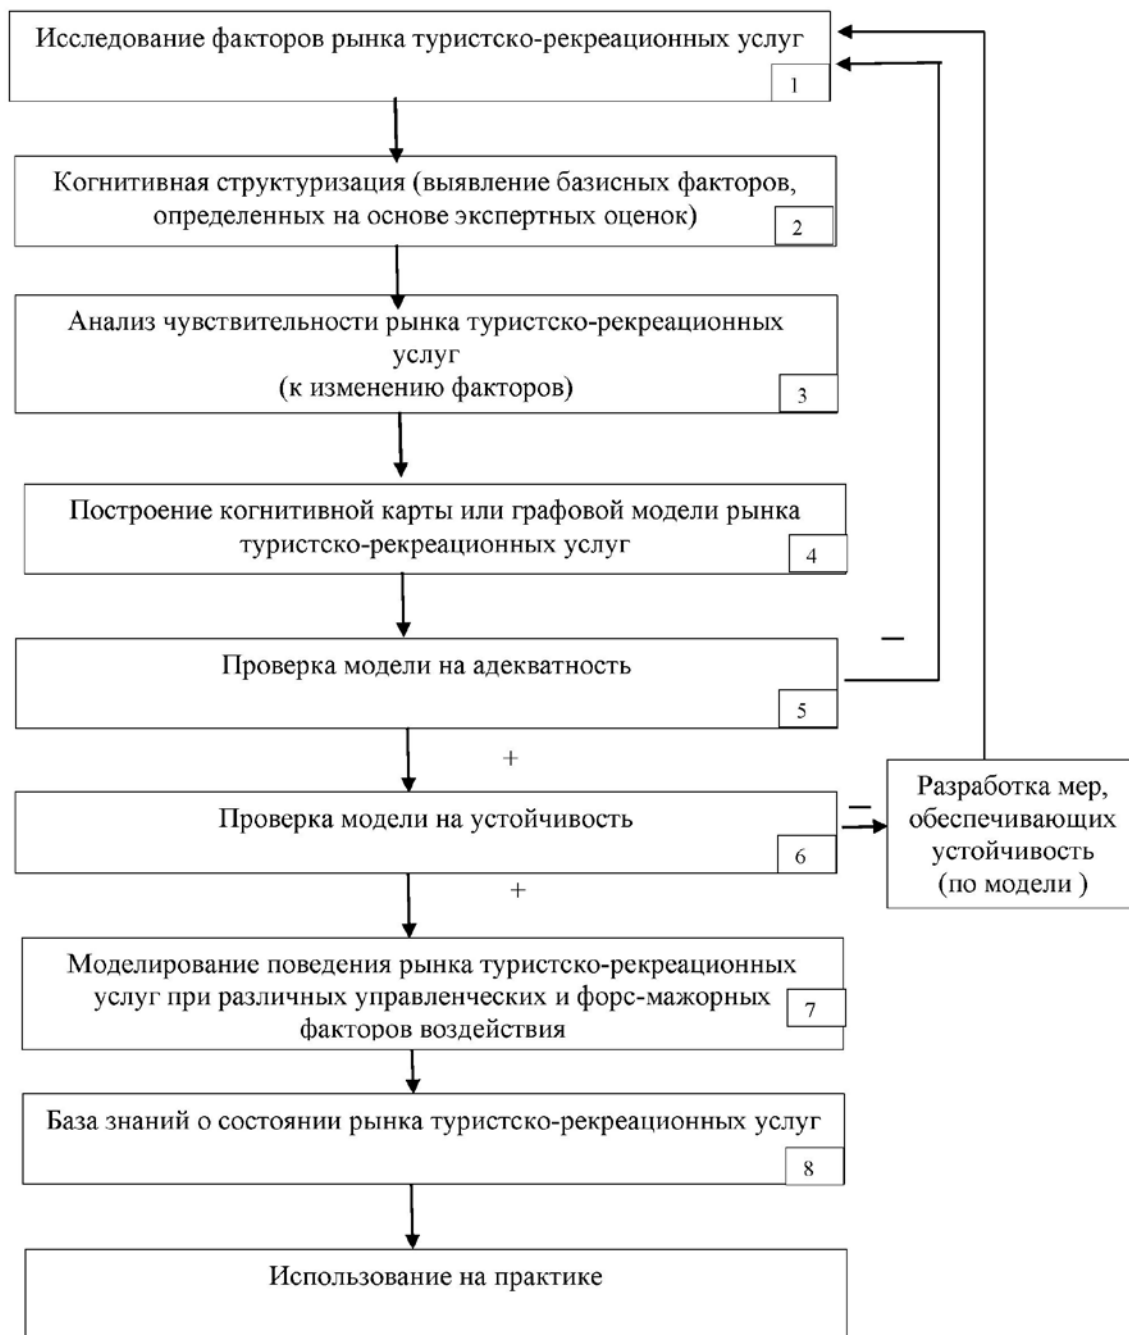 Исследование факторов рынка туристско-рекреационных услуг
1
Когнитивная структуризация (выявление базисных факторов,
определенных на основе экспертных оценок)
2
Анализ чувствительности рынка туристско-рекреационных
услуг
(к изменению факторов)
3
Построение когнитивной карты или графовой модели рынка
туристско-рекреационных услуг
4
Проверка модели на адекватность
5
–
+
Проверка модели на устойчивость
6
–
Разработка мер,
обеспечивающих
устойчивость
(по модели )
+
Моделирование поведения рынка туристско-рекреационных
услуг при различных управленческих и форс-мажорных
факторов воздействия
7
База знаний о состоянии рынка туристско-рекреационных услуг
8
Использование на практике